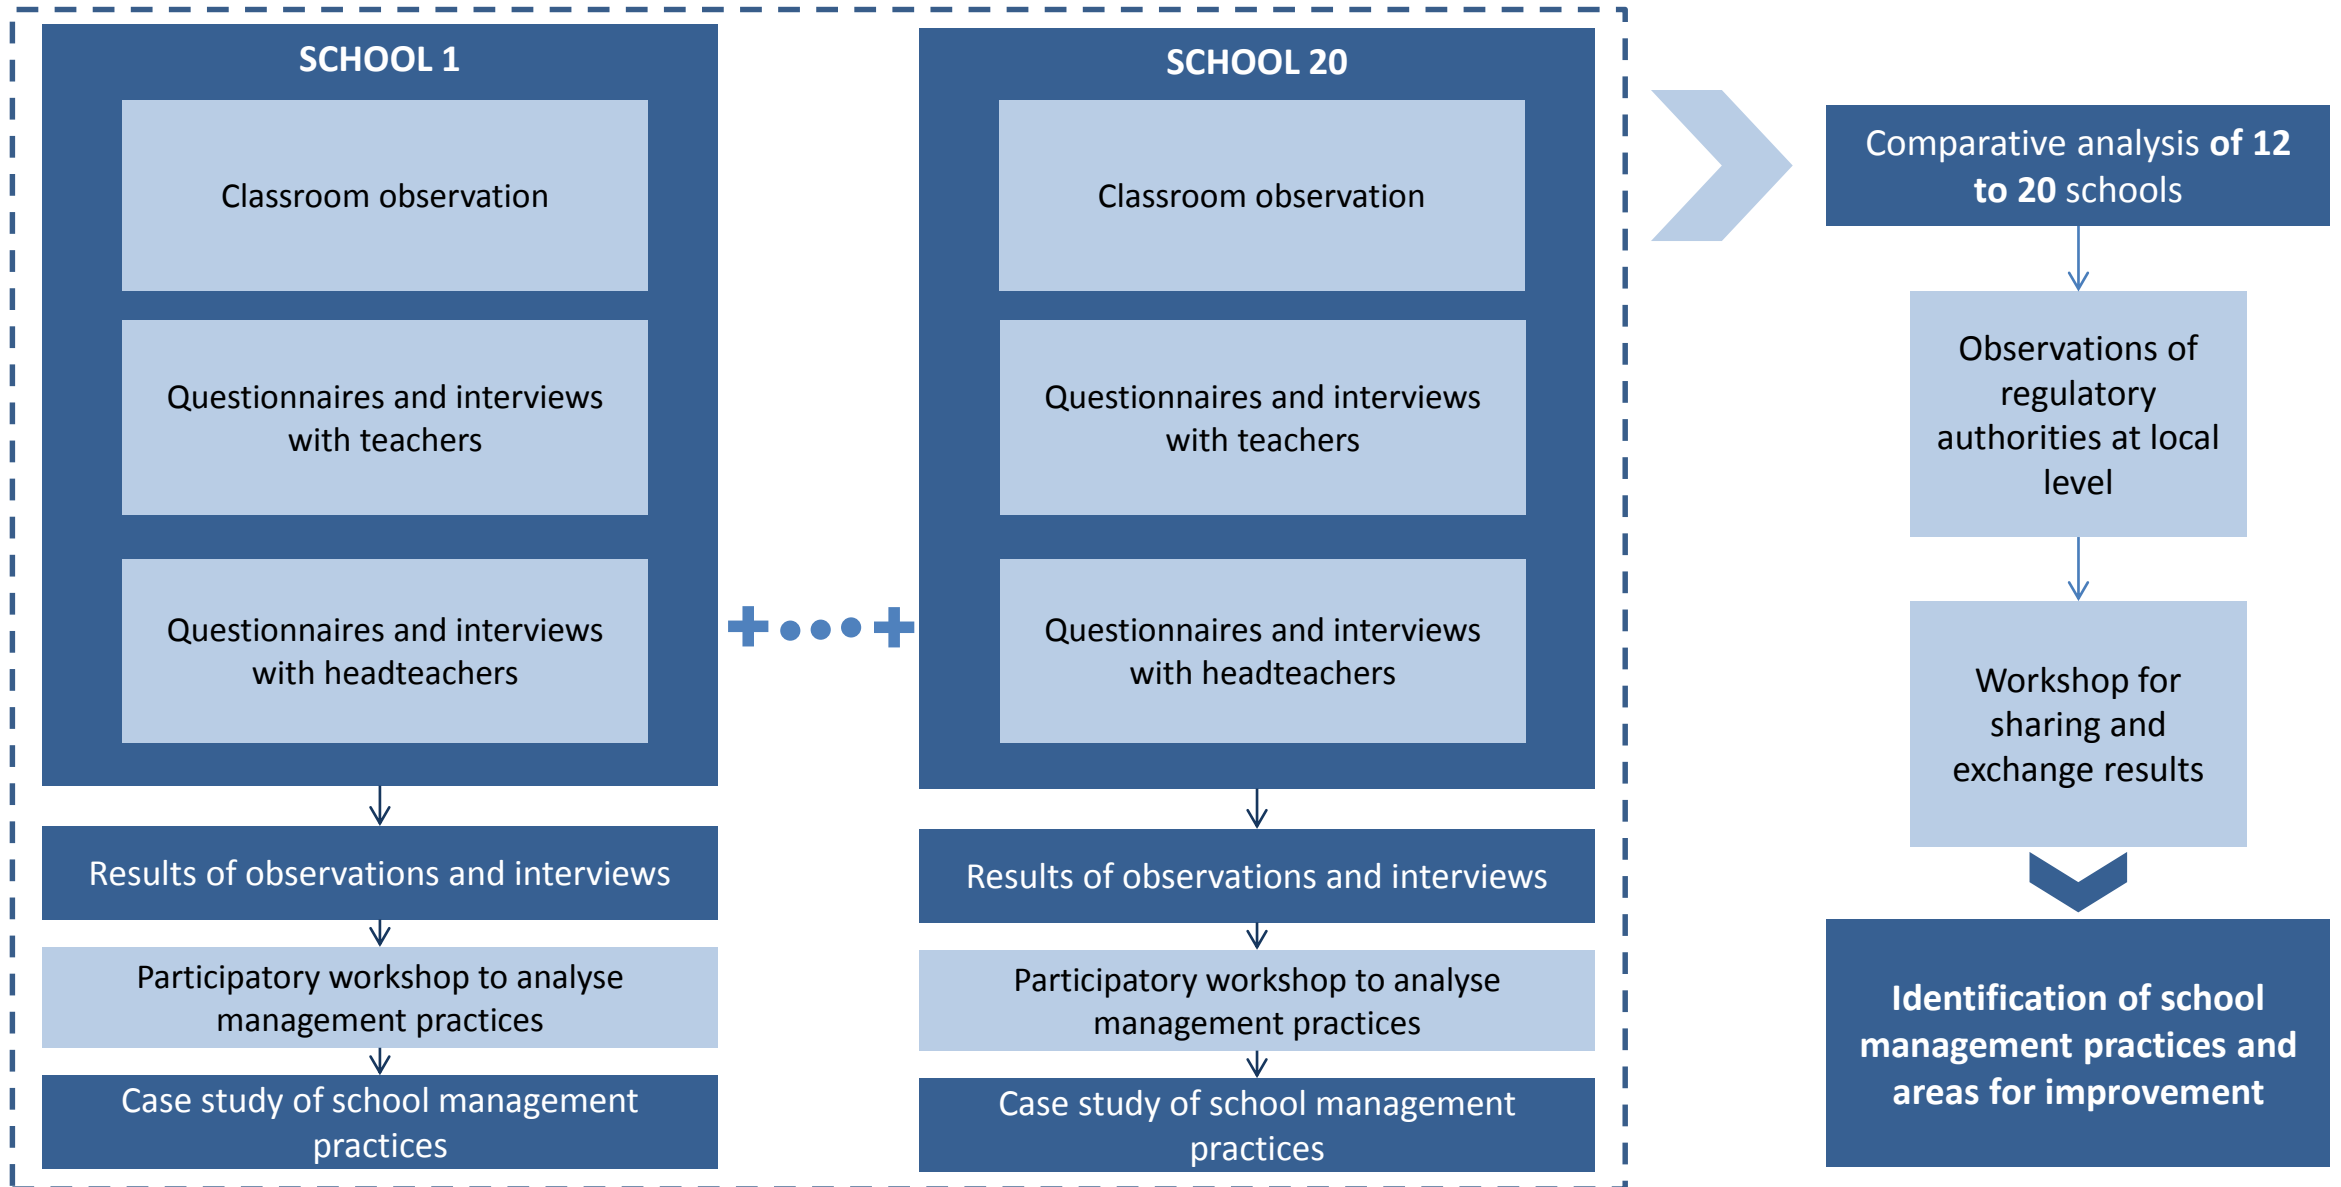 SCHOOL 1
Classroom observation
Questionnaires and interviews
with teachers
Questionnaires and interviews
with headteachers
Results of observations and interviews
Participatory workshop to analyse
management practices
Case study of school management
practices
SCHOOL 20
Classroom observation
Questionnaires and interviews
with teachers
Questionnaires and interviews
with headteachers
Results of observations and interviews
Participatory workshop to analyse
management practices
Case study of school management
practices
Comparative analysis of 12
to 20 schools
Observations of
regulatory
authorities at local
level
Workshop for
sharing and
exchange results
Identification of school
management practices and
areas for improvement